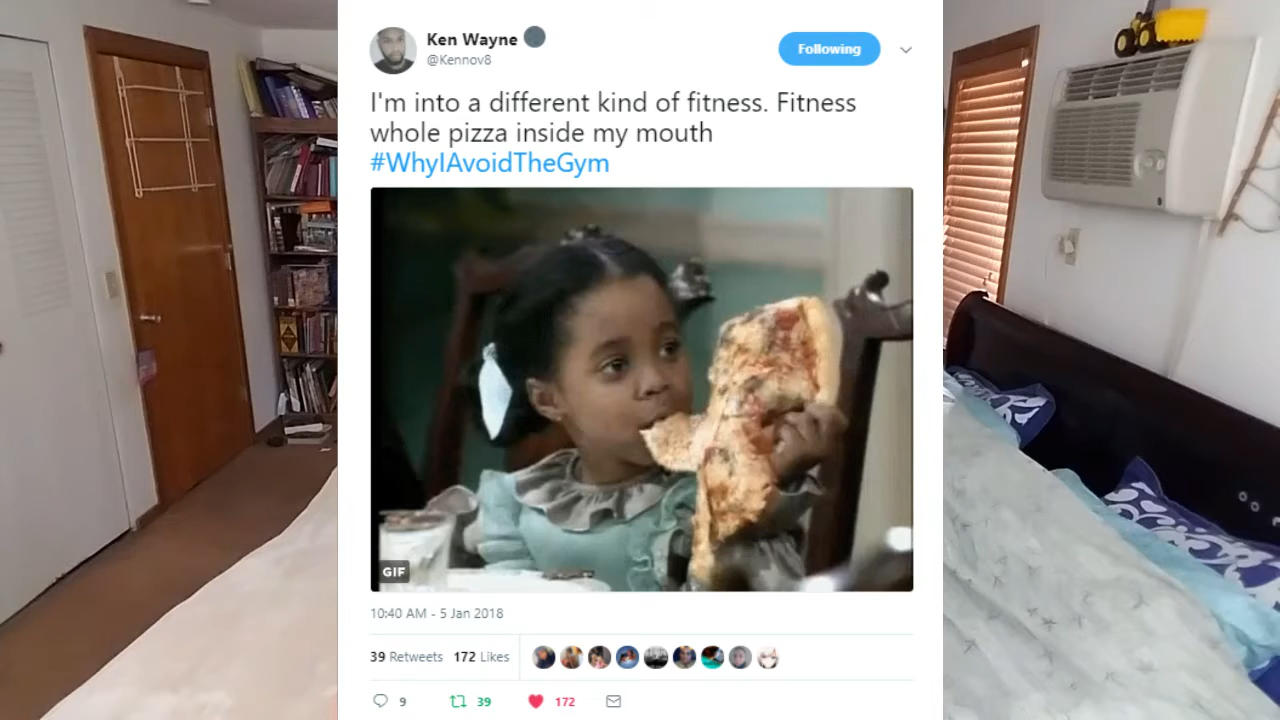 Ken Wayne
@Kennov8
Following
I'm into a different kind of fitness. Fitness
whole pizza inside my mouth
#WhyIAvoidTheGym
GIF
10:40 AM - 5 Jan 2018
39 Retweets 172 Likes
9 39 172